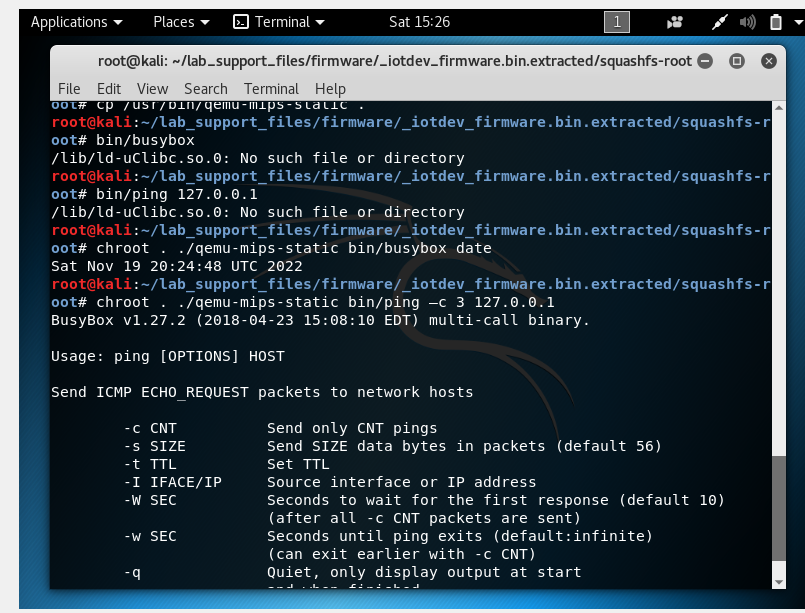 Applications Places Terminal Sat 15:26 1
root@kali: ~/lab_support_files/firmware/_iotdev_firmware.bin.extracted/squashfs-root
File Edit View Search Terminal Help
oot# cp /usr/bin/qemu-mips-static .
root@kali:~/lab_support_files/firmware/_iotdev_firmware.bin.extracted/squashfs-r
oot# bin/busybox
/lib/ld-uClibc.so.0: No such file or directory
root@kali:~/lab_support_files/firmware/_iotdev_firmware.bin.extracted/squashfs-r
oot# bin/ping 127.0.0.1
/lib/ld-uClibc.so.0: No such file or directory
root@kali:~/lab_support_files/firmware/_iotdev_firmware.bin.extracted/squashfs-r
oot# chroot . ./qemu-mips-static bin/busybox date
Sat Nov 19 20:24:48 UTC 2022
root@kali:~/lab_support_files/firmware/_iotdev_firmware.bin.extracted/squashfs-r
oot# chroot . ./qemu-mips-static bin/ping –c 3 127.0.0.1
BusyBox v1.27.2 (2018-04-23 15:08:10 EDT) multi-call binary.
Usage: ping [OPTIONS] HOST
Send ICMP ECHO_REQUEST packets to network hosts
-c CNT Send only CNT pings
-s SIZE Send SIZE data bytes in packets (default 56)
-t TTL Set TTL
-I IFACE/IP Source interface or IP address
-W SEC Seconds to wait for the first response (default 10)
(after all -c CNT packets are sent)
-w SEC Seconds until ping exits (default:infinite)
(can exit earlier with -c CNT)
-q Quiet, only display output at start
and when finished